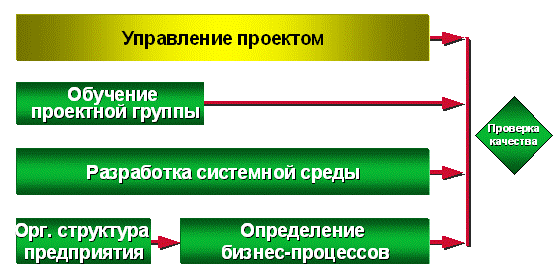 Управление проектом
Обучение
проектной группы
Проверка
качества
Разработка системной среды
Орг. структура
предприятия
Определение
бизнес-процессов